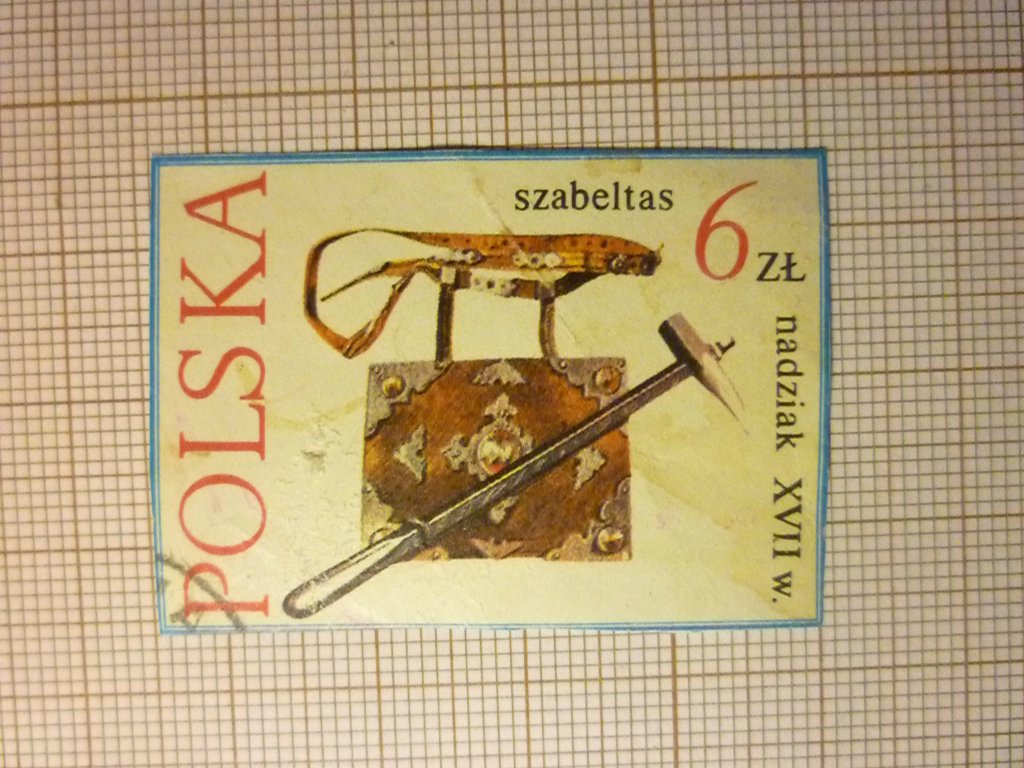 POLSKA
szabeltas
6 ZŁ
nadziak XVII w.